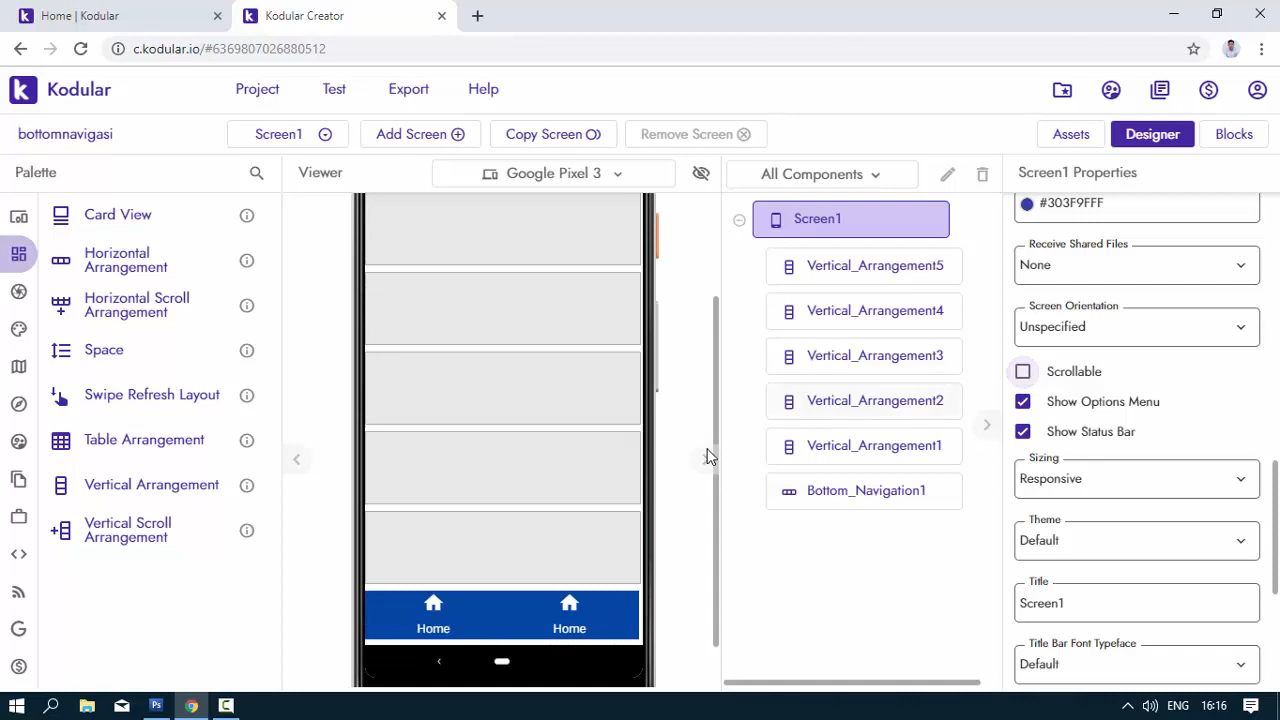 Home | Kodular
Kodular Creator
c.kodular.io/#6369807026880512
Kodular
Project
Test
Export
Help
bottomnavigasi
Screen1
Add Screen
Copy Screen
Remove Screen
Assets
Designer
Blocks
Palette
Viewer
Google Pixel 3
All Components
Screen1 Properties
Card View
Horizontal
Arrangement
Horizontal Scroll
Arrangement
Space
Swipe Refresh Layout
Table Arrangement
Vertical Arrangement
Vertical Scroll
Arrangement
Home
Home
Screen1
Vertical_Arrangement5
Vertical_Arrangement4
Vertical_Arrangement3
Vertical_Arrangement2
Vertical_Arrangement1
Bottom_Navigation1
#303F9FFF
Receive Shared Files
None
Screen Orientation
Unspecified
Scrollable
Show Options Menu
Show Status Bar
Sizing
Responsive
Theme
Default
Title
Screen1
Title Bar Font Typeface
Default
ENG
16:16